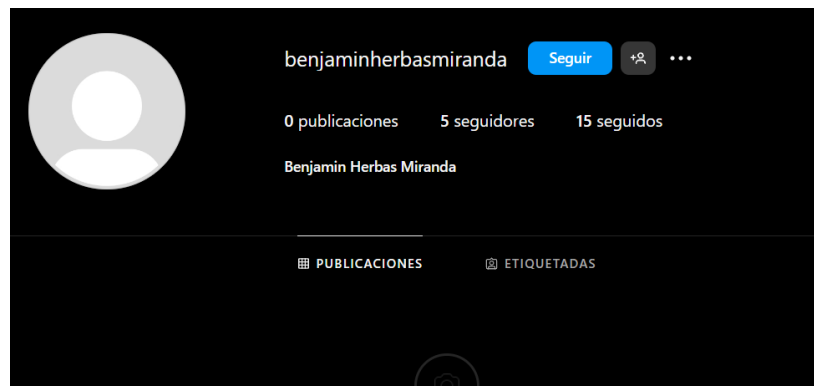 benjaminherbasmiranda Seguir
0 publicaciones 5 seguidores 15 seguidos
Benjamin Herbas Miranda
PUBLICACIONES ETIQUETADAS